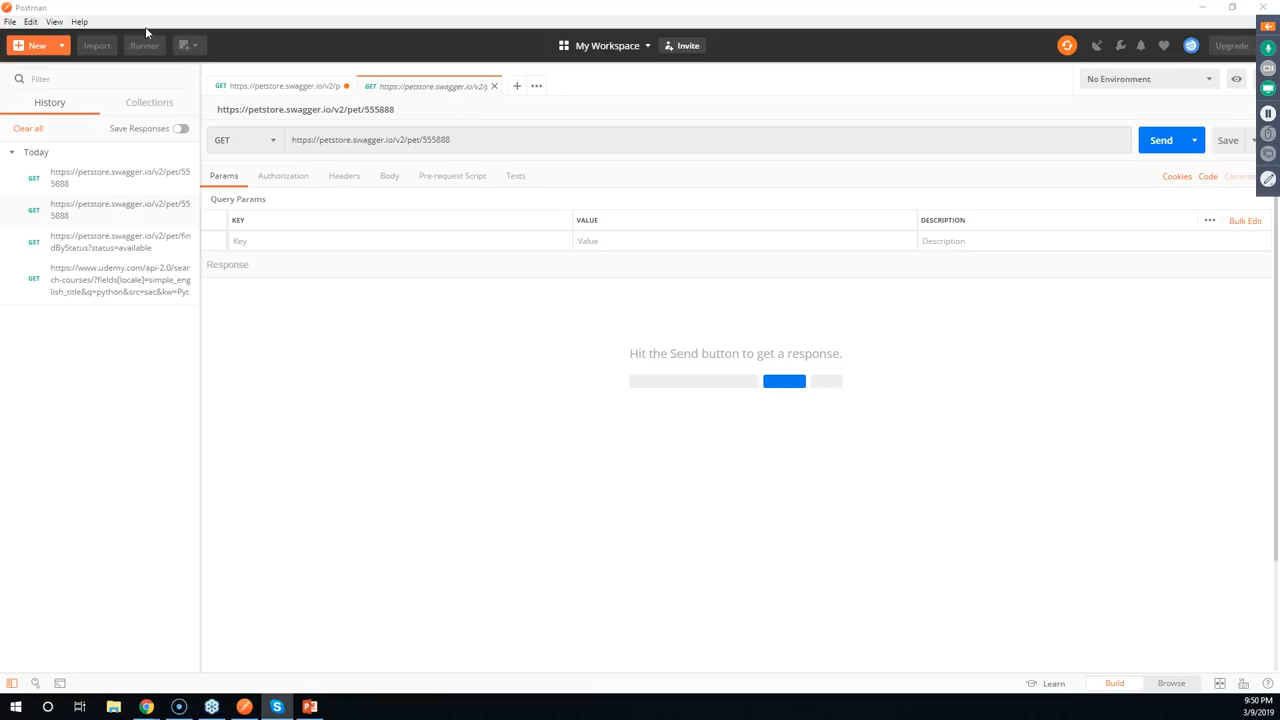 Postman
File Edit View Help
New Import Runner My Workspace Invite Upgrade
Filter
History Collections
Clear all Save Responses
Today
GET https://petstore.swagger.io/v2/pet/55
5888
GET https://petstore.swagger.io/v2/pet/55
5888
GET https://petstore.swagger.io/v2/pet/fin
dByStatus?status=available
GET https://www.udemy.com/api-2.0/sear
ch-courses/?fields[locale]=simple_eng
lish_title&q=python&src=sac&kw=Pyt
GET https://petstore.swagger.io/v2/p GET https://petstore.swagger.io/v2/p
No Environment
https://petstore.swagger.io/v2/pet/555888
GET https://petstore.swagger.io/v2/pet/555888 Send Save
Params Authorization Headers Body Pre-request Script Tests Cookies Code
Query Params
KEY VALUE DESCRIPTION Bulk Edit
Key Value Description
Response
Hit the Send button to get a response.
Learn Build Browse
9:50 PM
3/9/2019